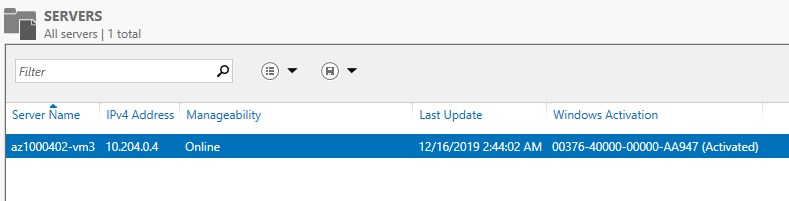 SERVERS
All servers | 1 total
Filter
Server Name IPv4 Address Manageability Last Update Windows Activation
az1000402-vm3 10.204.0.4 Online 12/16/2019 2:44:02 AM 00376-40000-00000-AA947 (Activated)